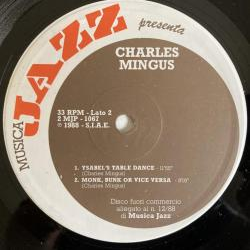 MUSICA JAZZ presenta
CHARLES
MINGUS
33 RPM - Lato 2
2 MJP - 1067
© 1988 - S.I.A.E.
1. YSABEL'S TABLE DANCE -
(Charles Mingus)
2. MONK, BUNK OR VICE VERSA -
(Charles Mingus)
Disco fuori commercio
allegato al n. 12/88
di Musica Jazz